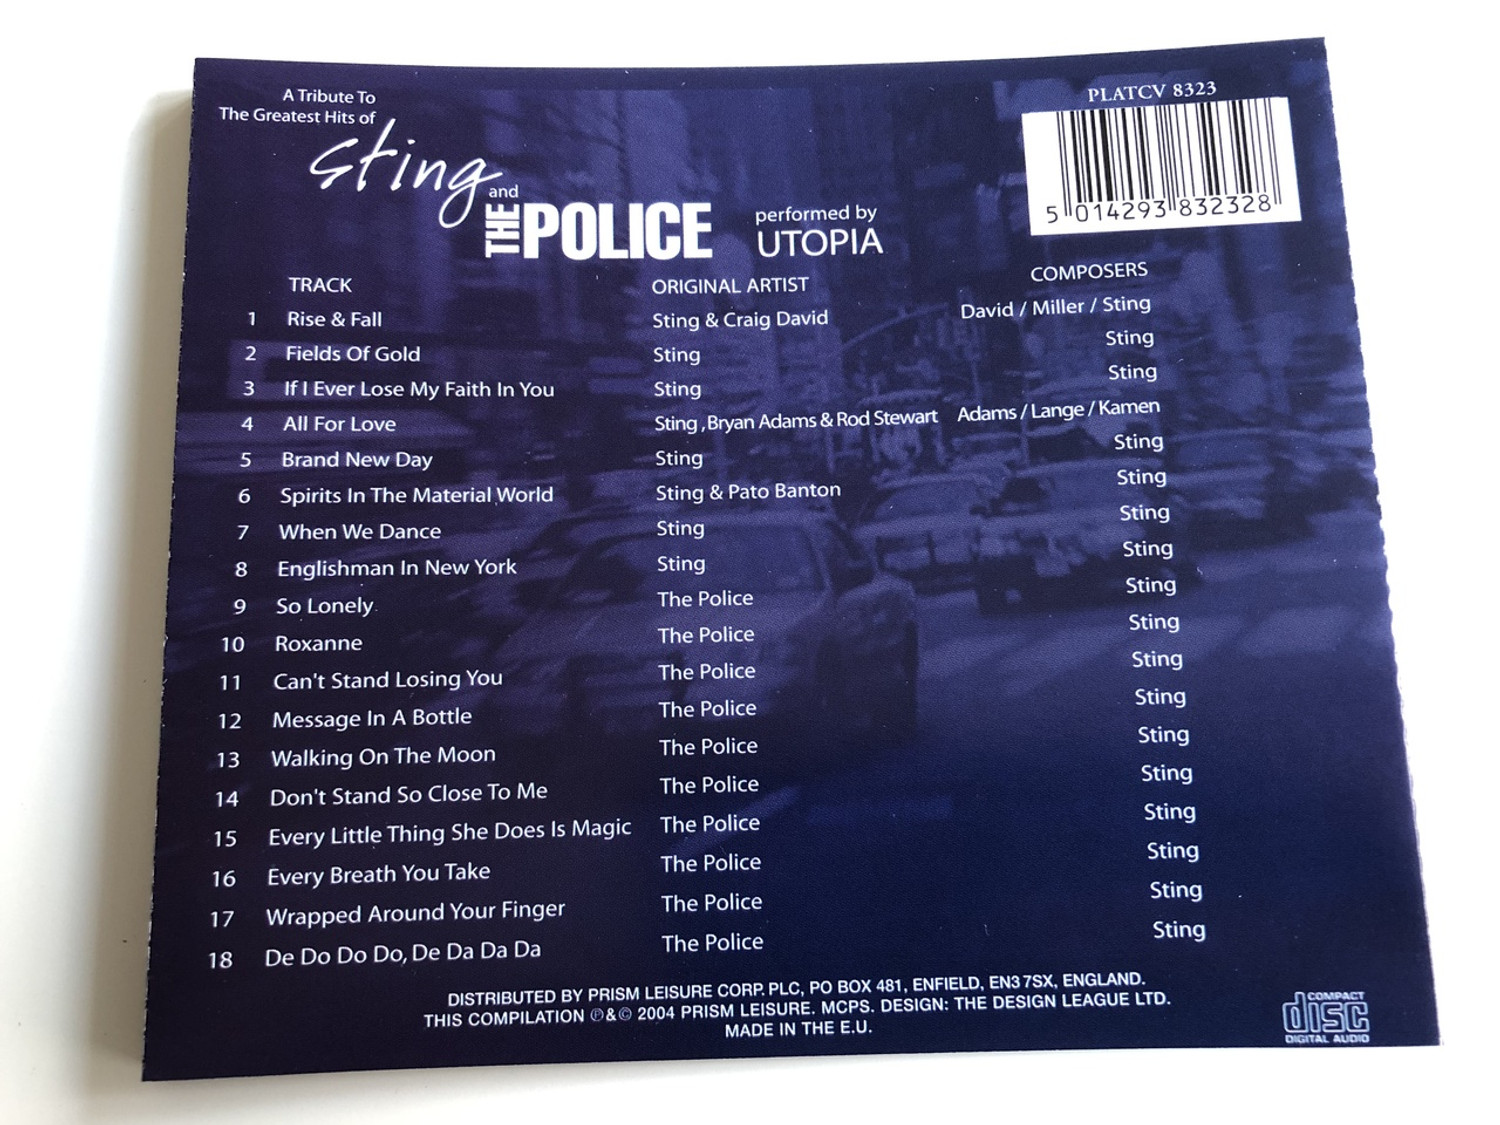 A Tribute To
The Greatest Hits of
Sting
and
THE POLICE
performed by
UTOPIA
PLATCV 8323
5 014293 832328
TRACK ORIGINAL ARTIST COMPOSERS
1 Rise & Fall Sting & Craig David David / Miller / Sting
2 Fields Of Gold Sting Sting
3 If I Ever Lose My Faith In You Sting Sting
4 All For Love Sting ,Bryan Adams & Rod Stewart Adams / Lange / Kamen
5 Brand New Day Sting Sting
6 Spirits In The Material World Sting & Pato Banton Sting
7 When We Dance Sting Sting
8 Englishman In New York Sting Sting
9 So Lonely The Police Sting
10 Roxanne The Police Sting
11 Can't Stand Losing You The Police Sting
12 Message In A Bottle The Police Sting
13 Walking On The Moon The Police Sting
14 Don't Stand So Close To Me The Police Sting
15 Every Little Thing She Does Is Magic The Police Sting
16 Every Breath You Take The Police Sting
17 Wrapped Around Your Finger The Police Sting
18 De Do Do Do, De Da Da Da The Police Sting
DISTRIBUTED BY PRISM LEISURE CORP. PLC, PO BOX 481, ENFIELD, EN3 7SX, ENGLAND.
THIS COMPILATION ℗&© 2004 PRISM LEISURE. MCPS. DESIGN: THE DESIGN LEAGUE LTD.
MADE IN THE E.U.
COMPACT
disc
DIGITAL AUDIO